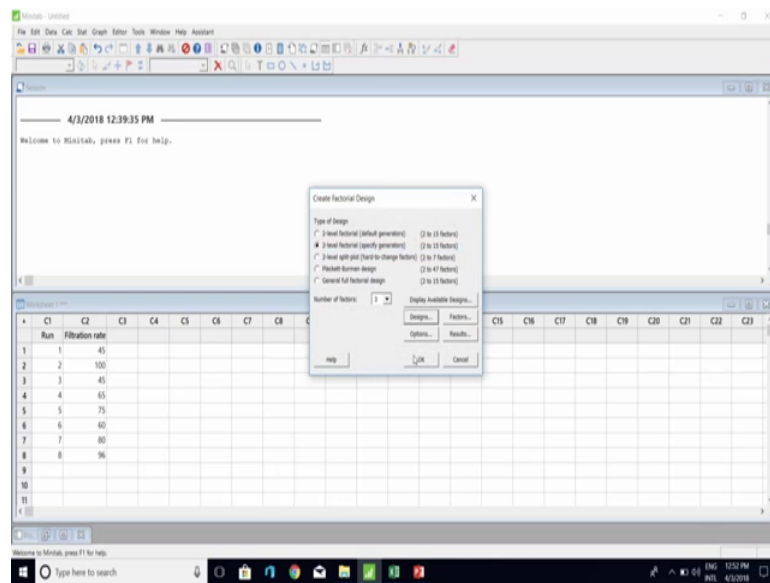 Minitab - Untitled
File Edit Data Calc Stat Graph Editor Tools Window Help Assistant
Session
4/3/2018 12:39:35 PM
Welcome to Minitab, press F1 for help.
Create Factorial Design X
Type of Design
2-level factorial (default generators) (2 to 15 factors)
2-level factorial (specify generators) (2 to 15 factors)
2-level split-plot (hard-to-change factors) (2 to 7 factors)
Plackett-Burman design (2 to 47 factors)
General full factorial design (2 to 15 factors)
Number of factors: 3 Display Available Designs...
Designs... Factors...
Options... Results...
Help OK Cancel
Worksheet 1 ***
C1 C2 C3 C4 C5 C6 C7 C8 C15 C16 C17 C18 C19 C20 C21 C22 C23
Run Filtration rate
1 1 45
2 2 100
3 3 45
4 4 65
5 5 75
6 6 60
7 7 80
8 8 96
9
10
11
Welcome to Minitab, press F1 for help.
Type here to search
ENG 12:52 PM
INTL 4/3/2018